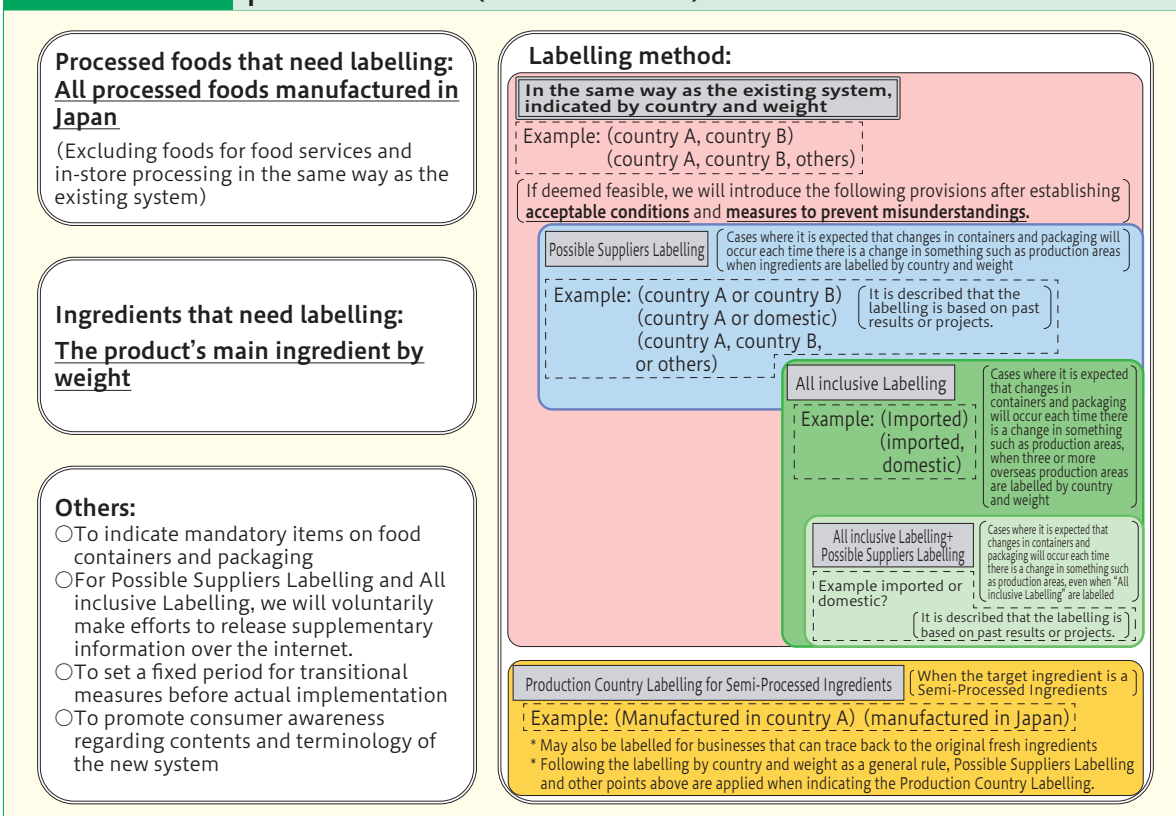 Processed foods that need labelling:
All processed foods manufactured in
Japan
(Excluding foods for food services and
in-store processing in the same way as the
existing system)
Ingredients that need labelling:
The product's main ingredient by
weight
Others:
○To indicate mandatory items on food
containers and packaging
○For Possible Suppliers Labelling and All
inclusive Labelling, we will voluntarily
make efforts to release supplementary
information over the internet.
○To set a fixed period for transitional
measures before actual implementation
○To promote consumer awareness
regarding contents and terminology of
the new system
Labelling method:
In the same way as the existing system,
indicated by country and weight
Example: (country A, country B)
(country A, country B, others)
If deemed feasible, we will introduce the following provisions after establishing
acceptable conditions and measures to prevent misunderstandings.
Possible Suppliers Labelling
Cases where it is expected that changes in containers and packaging will
occur each time there is a change in something such as production areas
when ingredients are labelled by country and weight
Example: (country A or country B)
(country A or domestic)
(country A, country B,
or others)
It is described that the
labelling is based on past
results or projects.
All inclusive Labelling
Example: (Imported)
(imported,
domestic)
Cases where it is expected
that changes in
containers and packaging
will occur each time there
is a change in something
such as production areas,
when three or more
overseas production areas
are labelled by country
and weight
All inclusive Labelling+
Possible Suppliers Labelling
Example imported or
domestic?
Cases where it is expected that
changes in containers and
packaging will occur each time
there is a change in something such
as production areas, even when "All
inclusive Labelling" are labelled
It is described that the labelling is
based on past results or projects.
Production Country Labelling for Semi-Processed Ingredients
When the target ingredient is a
Semi-Processed Ingredients
Example: (Manufactured in country A) (manufactured in Japan)
* May also be labelled for businesses that can trace back to the original fresh ingredients
* Following the labelling by country and weight as a general rule, Possible Suppliers Labelling
and other points above are applied when indicating the Production Country Labelling.